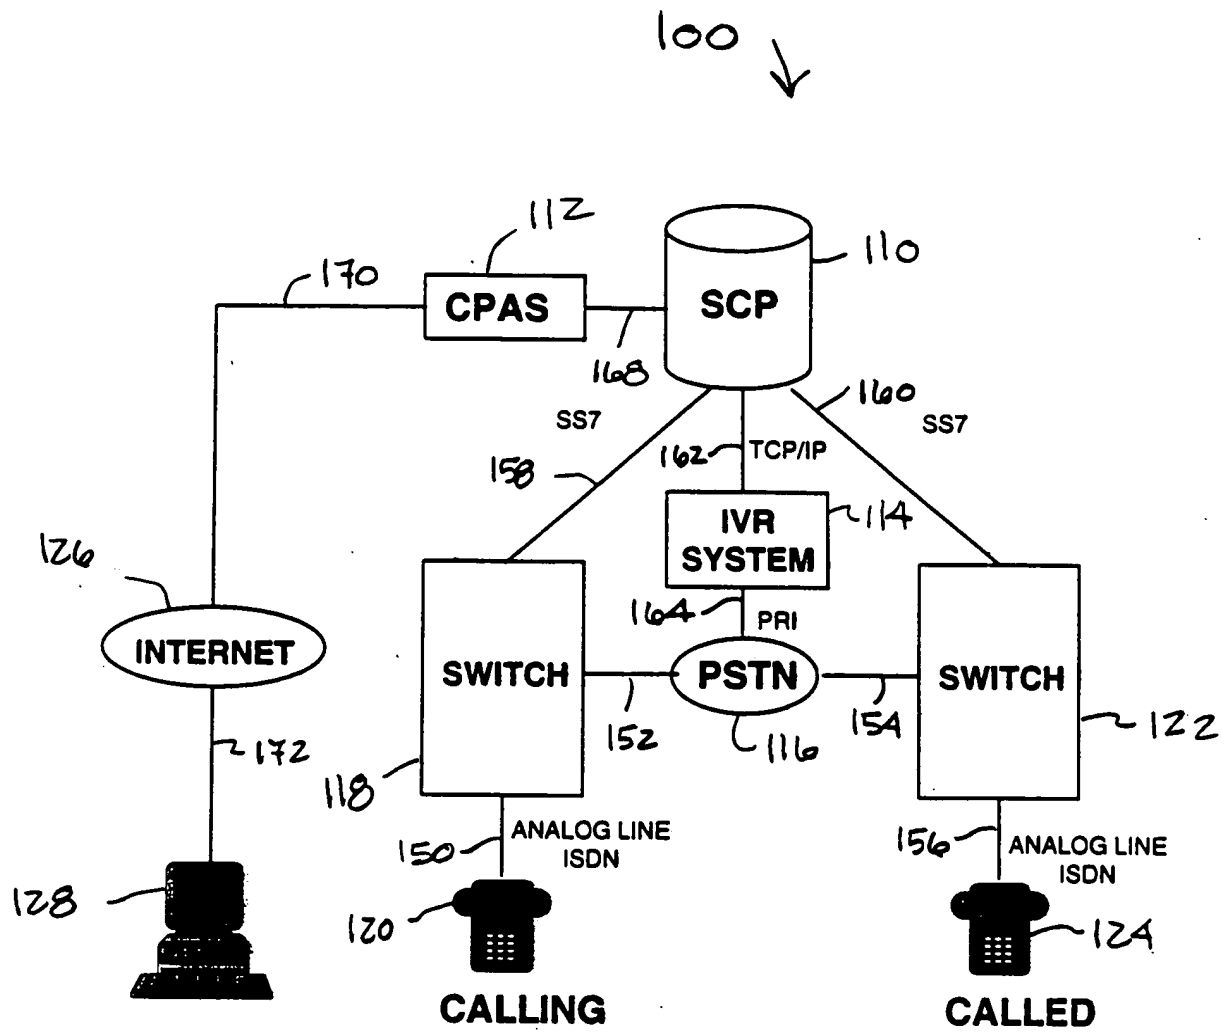 100
112
170
110
CPAS
SCP
168
160
SS7
SS7
162
TCP/IP
158
IVR
SYSTEM
114
126
164
PRI
INTERNET
SWITCH
PSTN
SWITCH
152
154
116
122
172
118
150
ANALOG LINE
ISDN
156
ANALOG LINE
ISDN
128
120
124
CALLING
CALLED